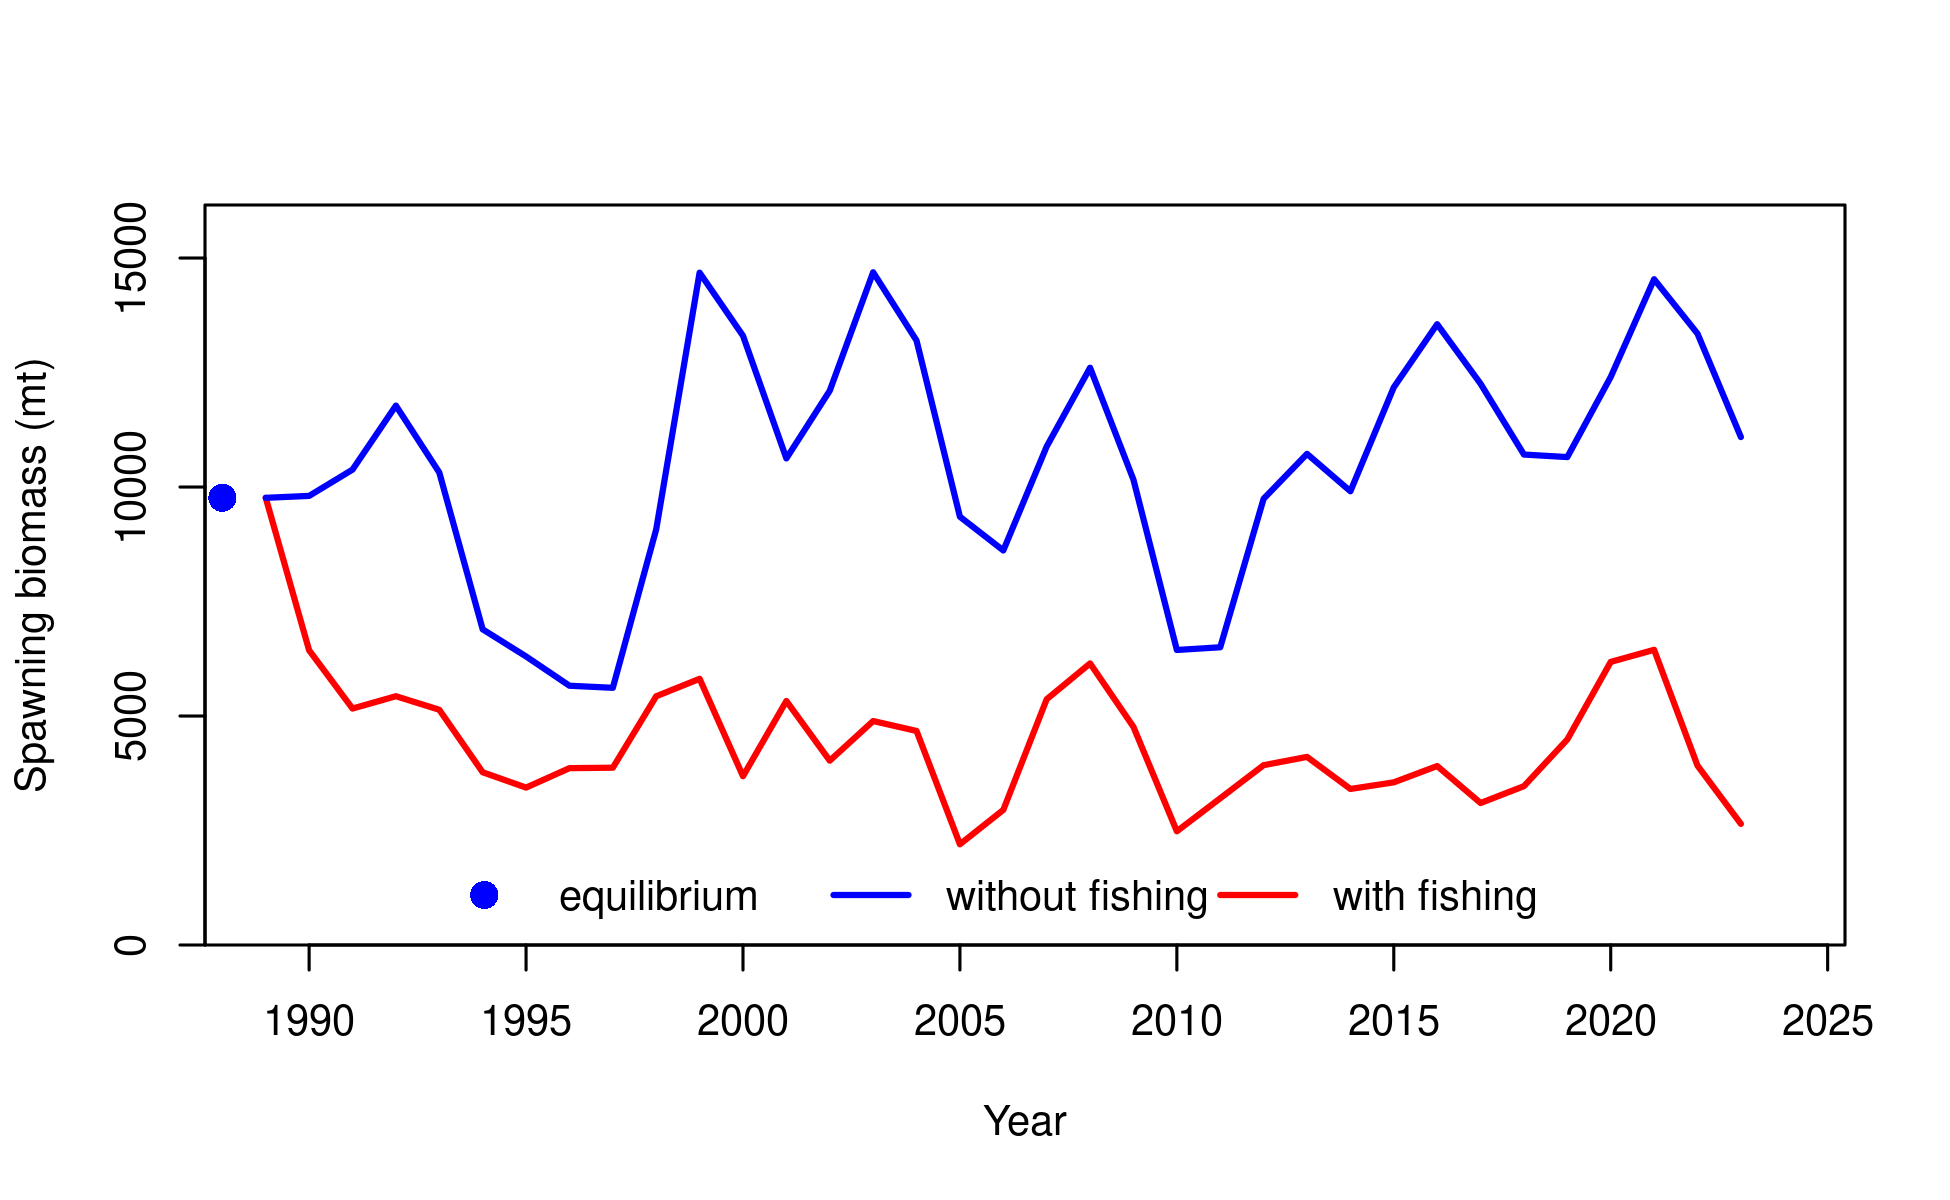 Spawning biomass (mt)
15000
10000
5000
0
equilibrium without fishing with fishing
1990 1995 2000 2005 2010 2015 2020 2025
Year